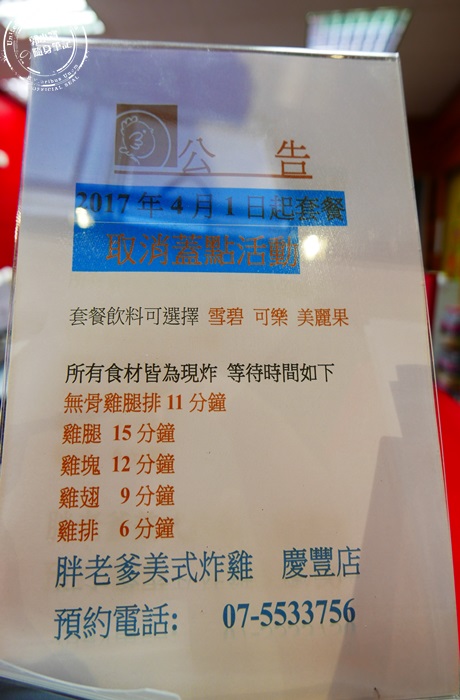 公 告
2017 年 4 月 1 日起套餐
取消蓋點活動
套餐飲料可選擇 雪碧 可樂 美麗果
所有食材皆為現炸 等待時間如下
無骨雞腿排 11 分鐘
雞腿 15 分鐘
雞塊 12 分鐘
雞翅 9 分鐘
雞排 6 分鐘
胖老爹美式炸雞 慶豐店
預約電話: 07-5533756